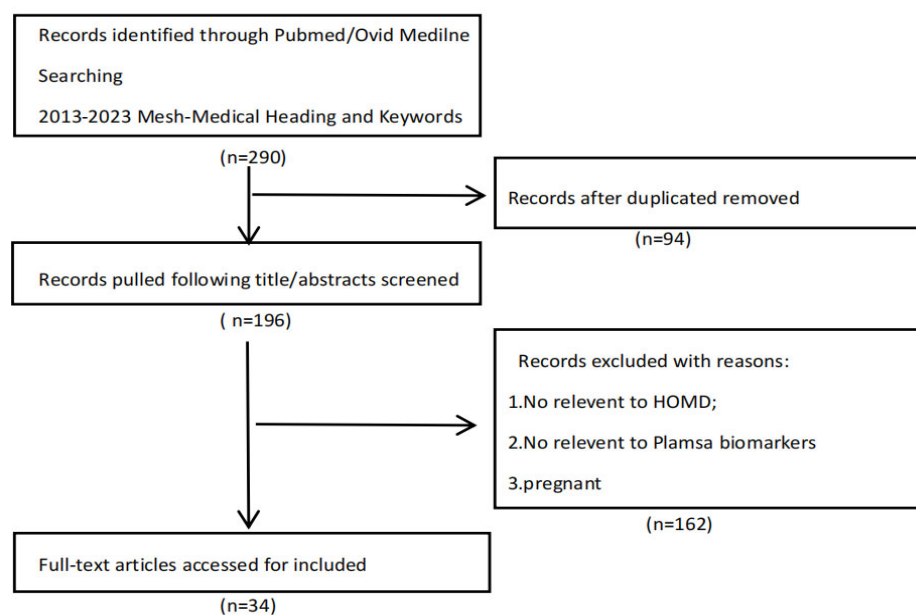 Records identified through Pubmed/Ovid Medilne
Searching
2013-2023 Mesh-Medical Heading and Keywords
(n=290)
Records after duplicated removed
(n=94)
Records pulled following title/abstracts screened
( n=196)
Records excluded with reasons:
1.No relevent to HOMD;
2.No relevent to Plamsa biomarkers
3.pregnant
(n=162)
Full-text articles accessed for included
(n=34)